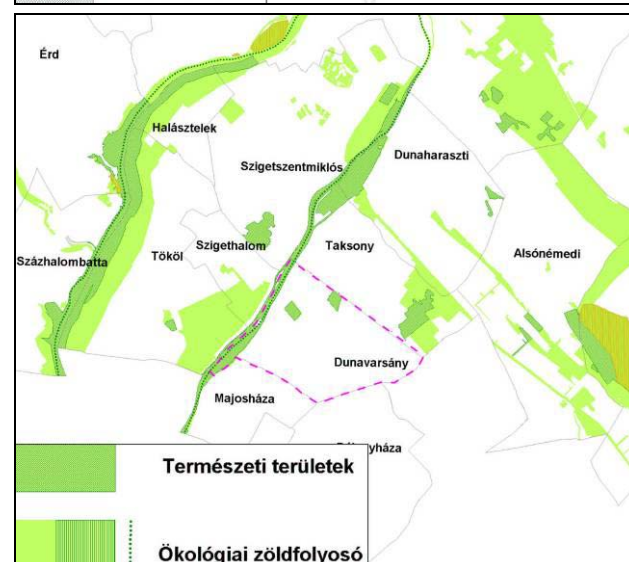 Érd
Halásztelek
Szigetszentmiklós
Dunaharaszti
Százhalombatta
Tököl
Szigethalom
Taksony
Alsónémedi
Dunavarsány
Majosháza
Természeti területek
Ökológiai zöldfolyosó